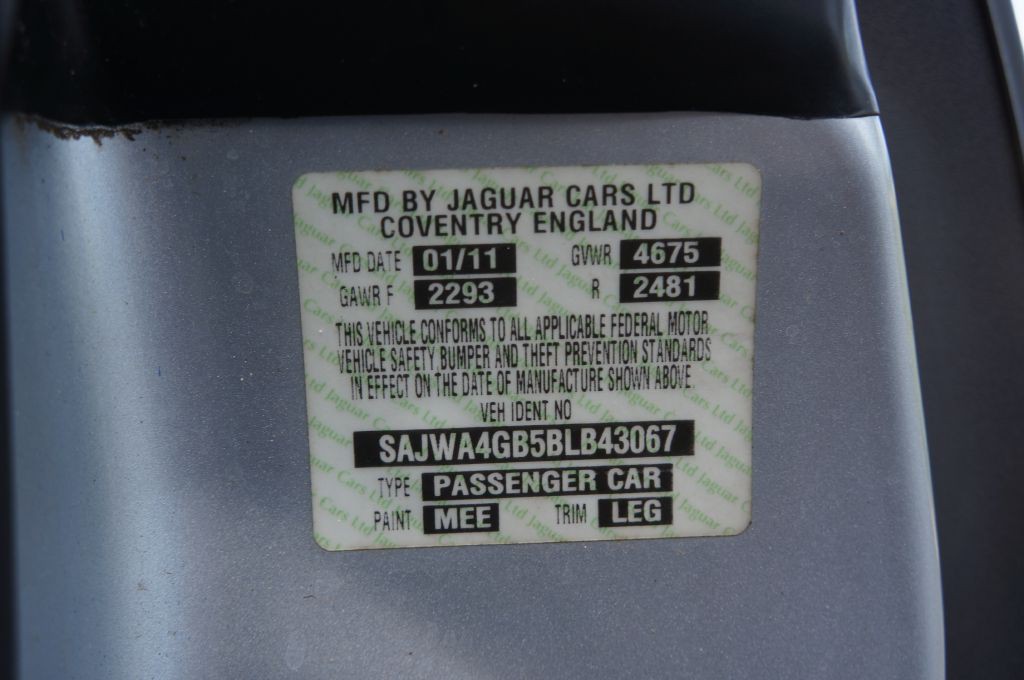 MFD BY JAGUAR CARS LTD
COVENTRY ENGLAND
MFD DATE 01/11 GVWR 4675
GAWR F 2293 R 2481
THIS VEHICLE CONFORMS TO ALL APPLICABLE FEDERAL MOTOR
VEHICLE SAFETY, BUMPER AND THEFT PREVENTION STANDARDS
IN EFFECT ON THE DATE OF MANUFACTURE SHOWN ABOVE.
VEH IDENT NO
SAJWA4GB5BLB43067
TYPE PASSENGER CAR
PAINT MEE TRIM LEG